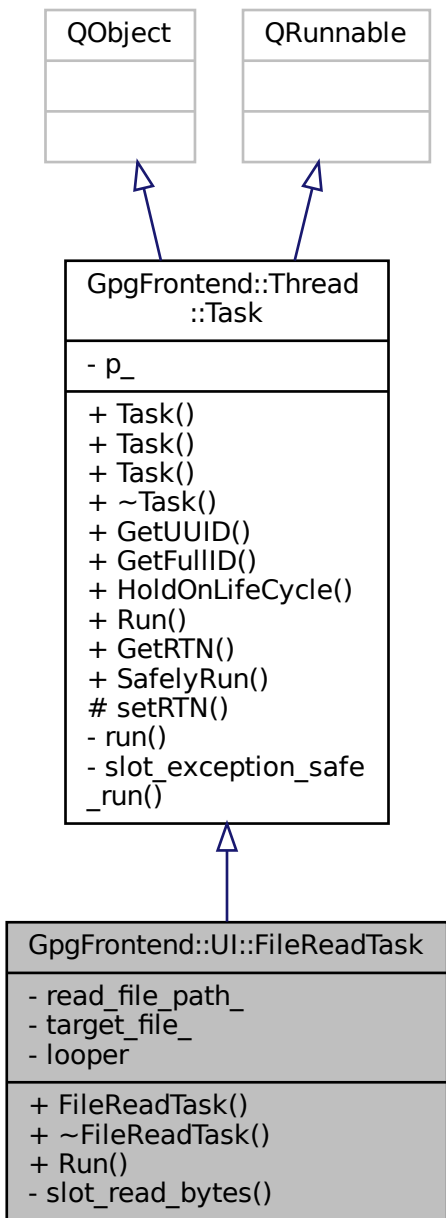 QObject
QRunnable
GpgFrontend::Thread
::Task
- p_
+ Task()
+ Task()
+ Task()
+ ~Task()
+ GetUUID()
+ GetFullID()
+ HoldOnLifeCycle()
+ Run()
+ GetRTN()
+ SafelyRun()
# setRTN()
- run()
- slot_exception_safe
_run()
GpgFrontend::UI::FileReadTask
- read_file_path_
- target_file_
- looper
+ FileReadTask()
+ ~FileReadTask()
+ Run()
- slot_read_bytes()